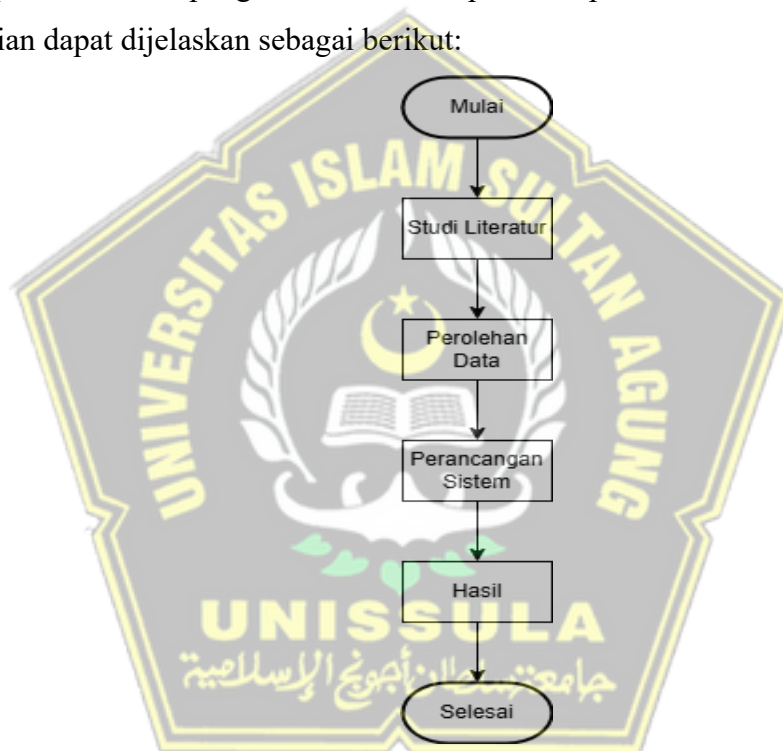 ian dapat dijelaskan sebagai berikut:
Mulai
UNIVERSITAS ISLAM SULTAN AGUNG
Studi Literatur
Perolehan
Data
Perancangan
Sistem
Hasil
UNISSULA
جامعة سلطان أجونج الإسلامية
Selesai